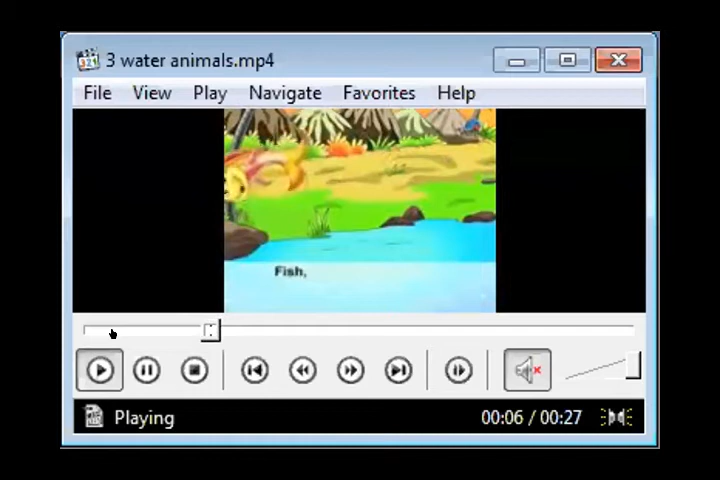 3 water animals.mp4
File View Play Navigate Favorites Help
Fish,
Playing 00:06 / 00:27